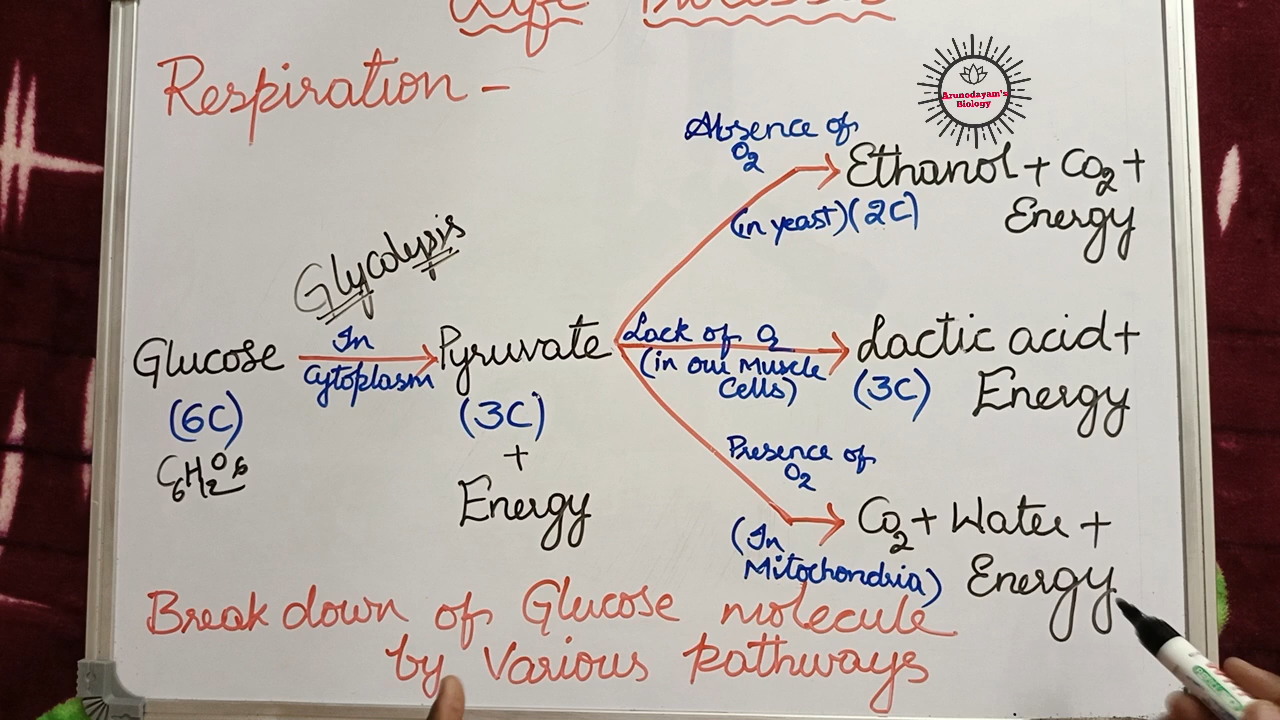 Life Process
Respiration -
Arunodayam's
Biology
Absence of
O2
Ethanol + Co2 +
(in yeast) (2C)
Energy
Glycolysis
Glucose
In
Cytoplasm
Pyruvate
Lack of O2
(in our Muscle
Cells)
Lactic acid +
(6C)
(3C)
(3C)
Energy
+
Energy
Presence of
O2
(In
Mitochondria)
Co2 + Water +
Energy
Break down of Glucose molecule
by Various pathways